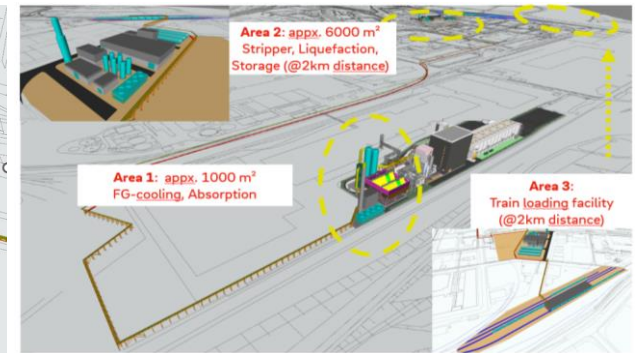 Area 2: appx. 6000 m²
Stripper, Liquefaction,
Storage (@2km distance)
Area 1: appx. 1000 m²
FG-cooling, Absorption
Area 3:
Train loading facility
(@2km distance)